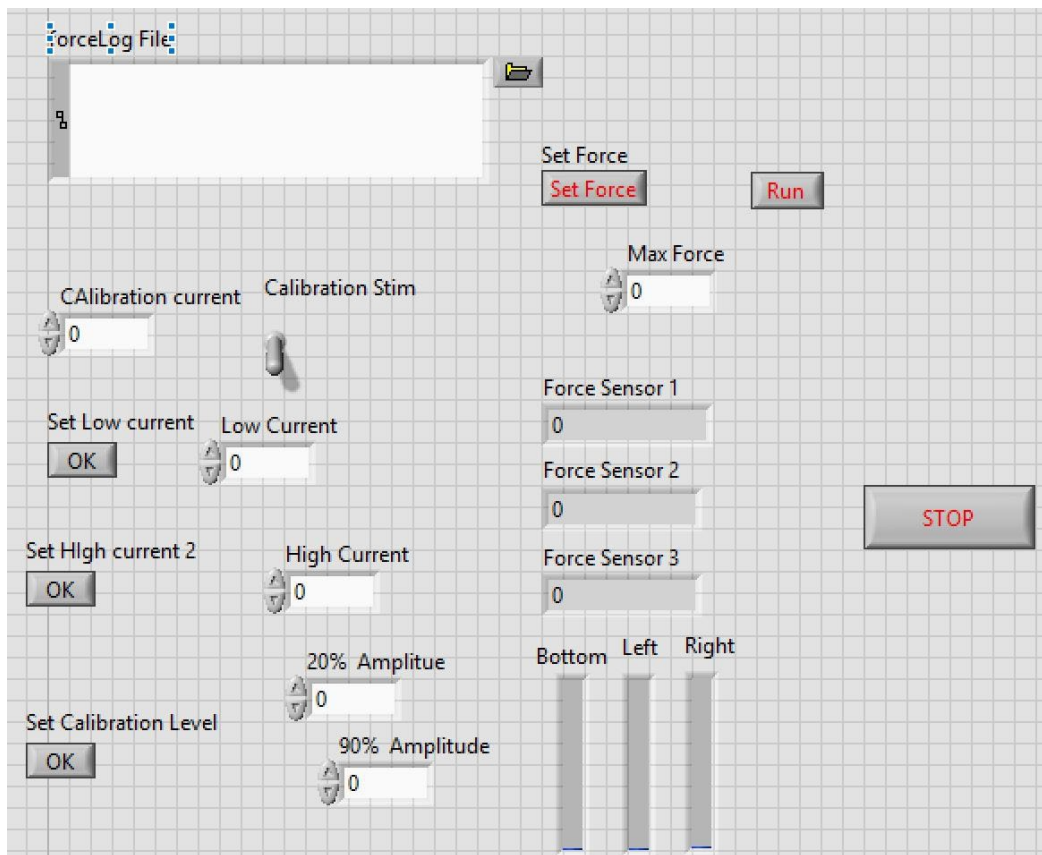 forceLog File
Set Force
Set Force
Run
Max Force
0
CAlibration current
0
Calibration Stim
Set Low current
OK
Low Current
0
Force Sensor 1
0
Force Sensor 2
0
Force Sensor 3
0
STOP
Set HIgh current 2
OK
High Current
0
20% Amplitue
0
Set Calibration Level
OK
90% Amplitude
0
Bottom
Left
Right